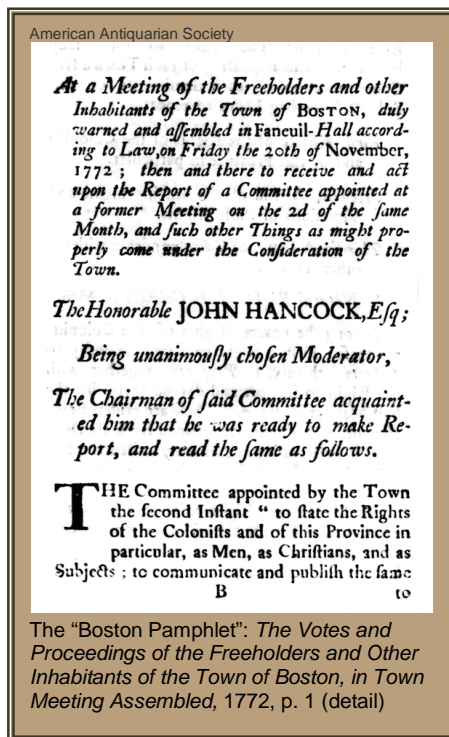 American Antiquarian Society
At a Meeting of the Freeholders and other
Inhabitants of the Town of BOSTON, duly
warned and aſſembled in Faneuil-Hall accord-
ing to Law, on Friday the 20th of November,
1772 ; then and there to receive and act
upon the Report of a Committee appointed at
a former Meeting on the 2d of the ſame
Month, and ſuch other Things as might pro-
perly come under the Conſideration of the
Town.
The Honorable JOHN HANCOCK, Eſq;
Being unanimouſly choſen Moderator,
The Chairman of ſaid Committee acquaint-
ed him that he was ready to make Re-
port, and read the ſame as follows.
THE Committee appointed by the Town
the ſecond Inſtant “ to ſtate the Rights
of the Coloniſts and of this Province in
particular, as Men, as Chriſtians, and as
Subjects ; to communicate and publiſh the ſame
B to
The “Boston Pamphlet”: The Votes and
Proceedings of the Freeholders and Other
Inhabitants of the Town of Boston, in Town
Meeting Assembled, 1772, p. 1 (detail)